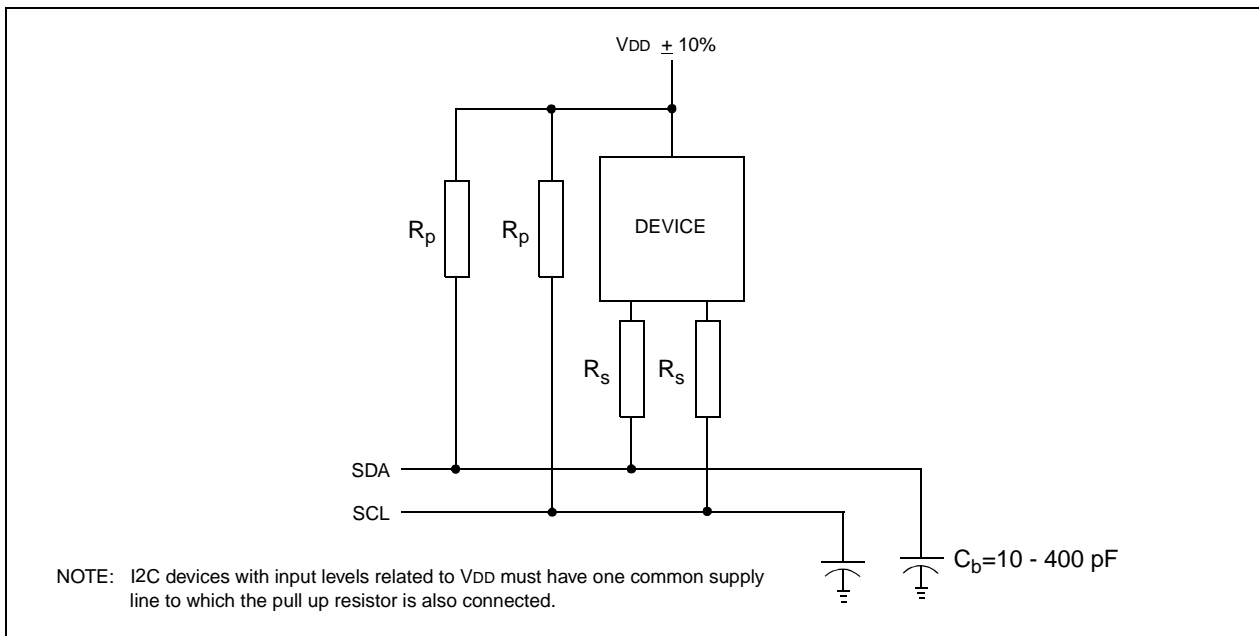 VDD ± 10%
DEVICE
Rp
Rp
Rs
Rs
SDA
SCL
Cb=10 - 400 pF
NOTE: I2C devices with input levels related to VDD must have one common supply
line to which the pull up resistor is also connected.